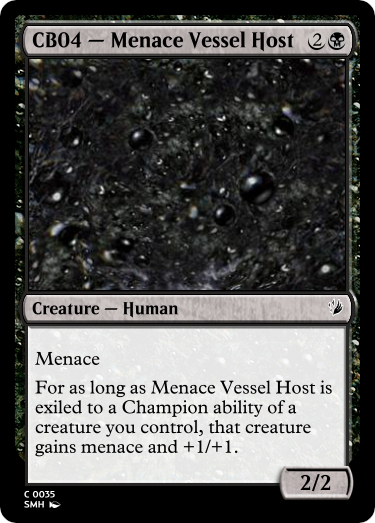 CB04 — Menace Vessel Host 2
Creature — Human
Menace
For as long as Menace Vessel Host is
exiled to a Champion ability of a
creature you control, that creature
gains menace and +1/+1.
2/2
C 0035
SMH